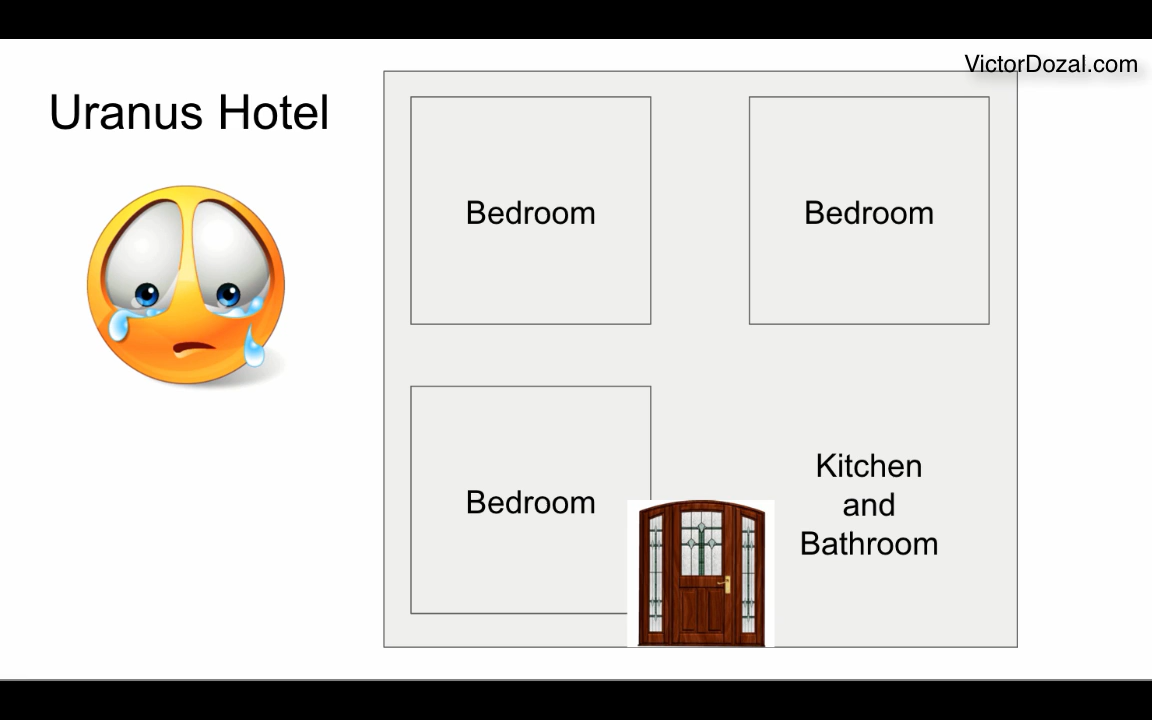 VictorDozal.com
Uranus Hotel
Bedroom
Bedroom
Bedroom
Kitchen
and
Bathroom